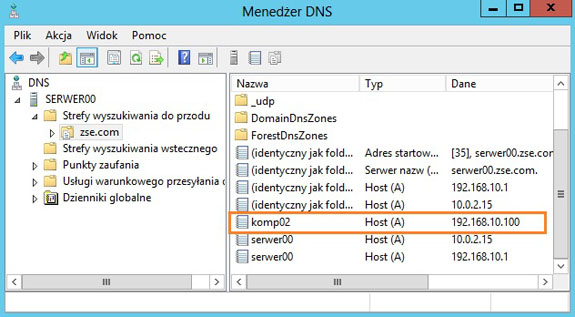 Menedżer DNS
Plik Akcja Widok Pomoc
DNS
SERWER00
Strefy wyszukiwania do przodu
zse.com
Strefy wyszukiwania wstecznego
Punkty zaufania
Usługi warunkowego przesyłania d
Dzienniki globalne
Nazwa Typ Dane
_udp
DomainDnsZones
ForestDnsZones
(identyczny jak fold... Adres startow... [35], serwer00.zse.co
(identyczny jak fold... Serwer nazw (... serwer00.zse.com.
(identyczny jak fold... Host (A) 192.168.10.1
(identyczny jak fold... Host (A) 10.0.2.15
komp02 Host (A) 192.168.10.100
serwer00 Host (A) 10.0.2.15
serwer00 Host (A) 192.168.10.1